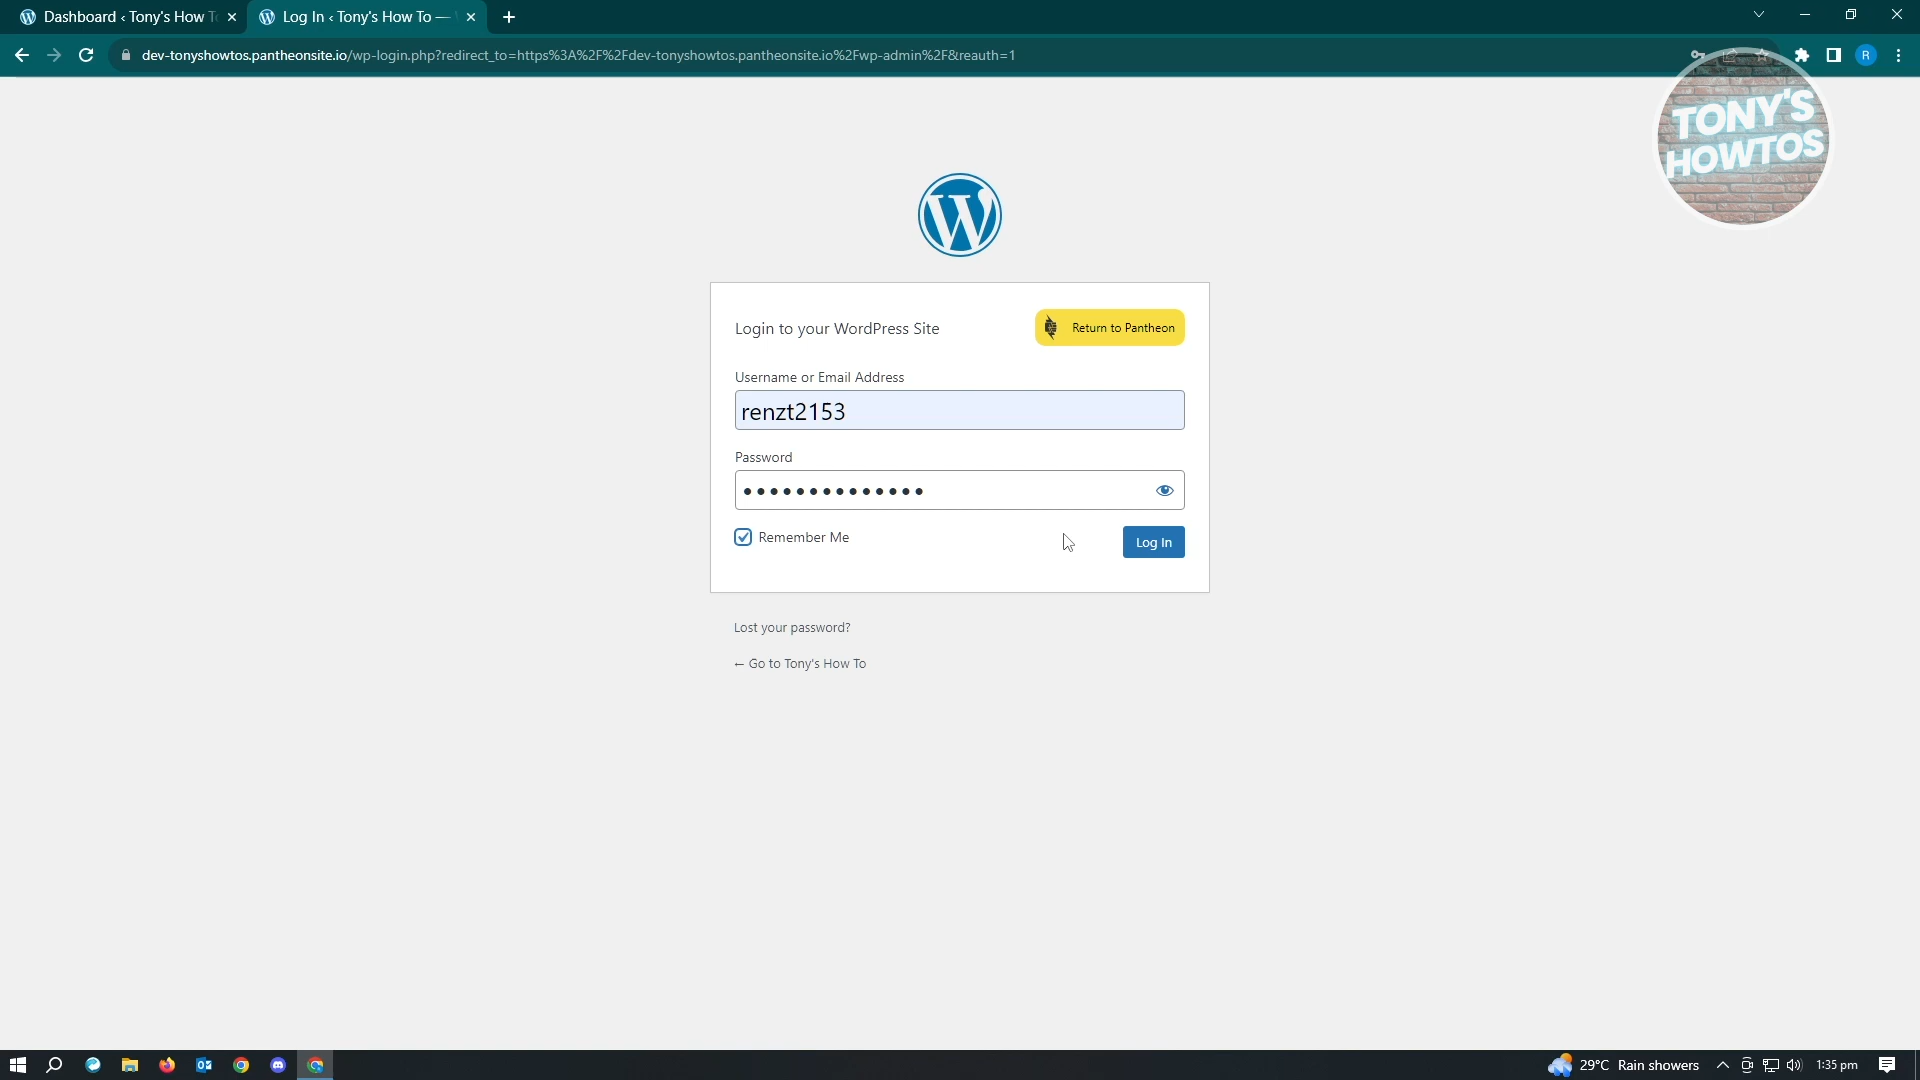 Dashboard ‹ Tony's How T
Log In ‹ Tony's How To —
dev-tonyshowtos.pantheonsite.io/wp-login.php?redirect_to=https%3A%2F%2Fdev-tonyshowtos.pantheonsite.io%2Fwp-admin%2F&reauth=1
R
TONY'S
HOWTOS
W
Login to your WordPress Site
Return to Pantheon
Username or Email Address
renzt2153
Password
Remember Me
Log In
Lost your password?
← Go to Tony's How To
29°C Rain showers
1:35 pm